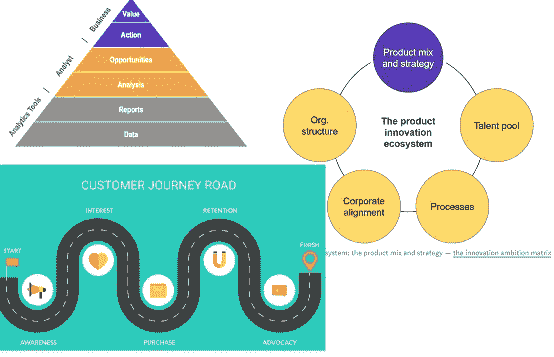 Value
Action
Opportunities
Analysis
Reports
Data
Business
|
Analyst
|
Analytics Tools
Product mix
and strategy
Org.
structure
The product
innovation
ecosystem
Talent pool
Corporate
alignment
Processes
system: the product mix and strategy — the innovation ambition matrix
CUSTOMER JOURNEY ROAD
INTEREST
RETENTION
START
FINISH
AWARENESS
PURCHASE
ADVOCACY